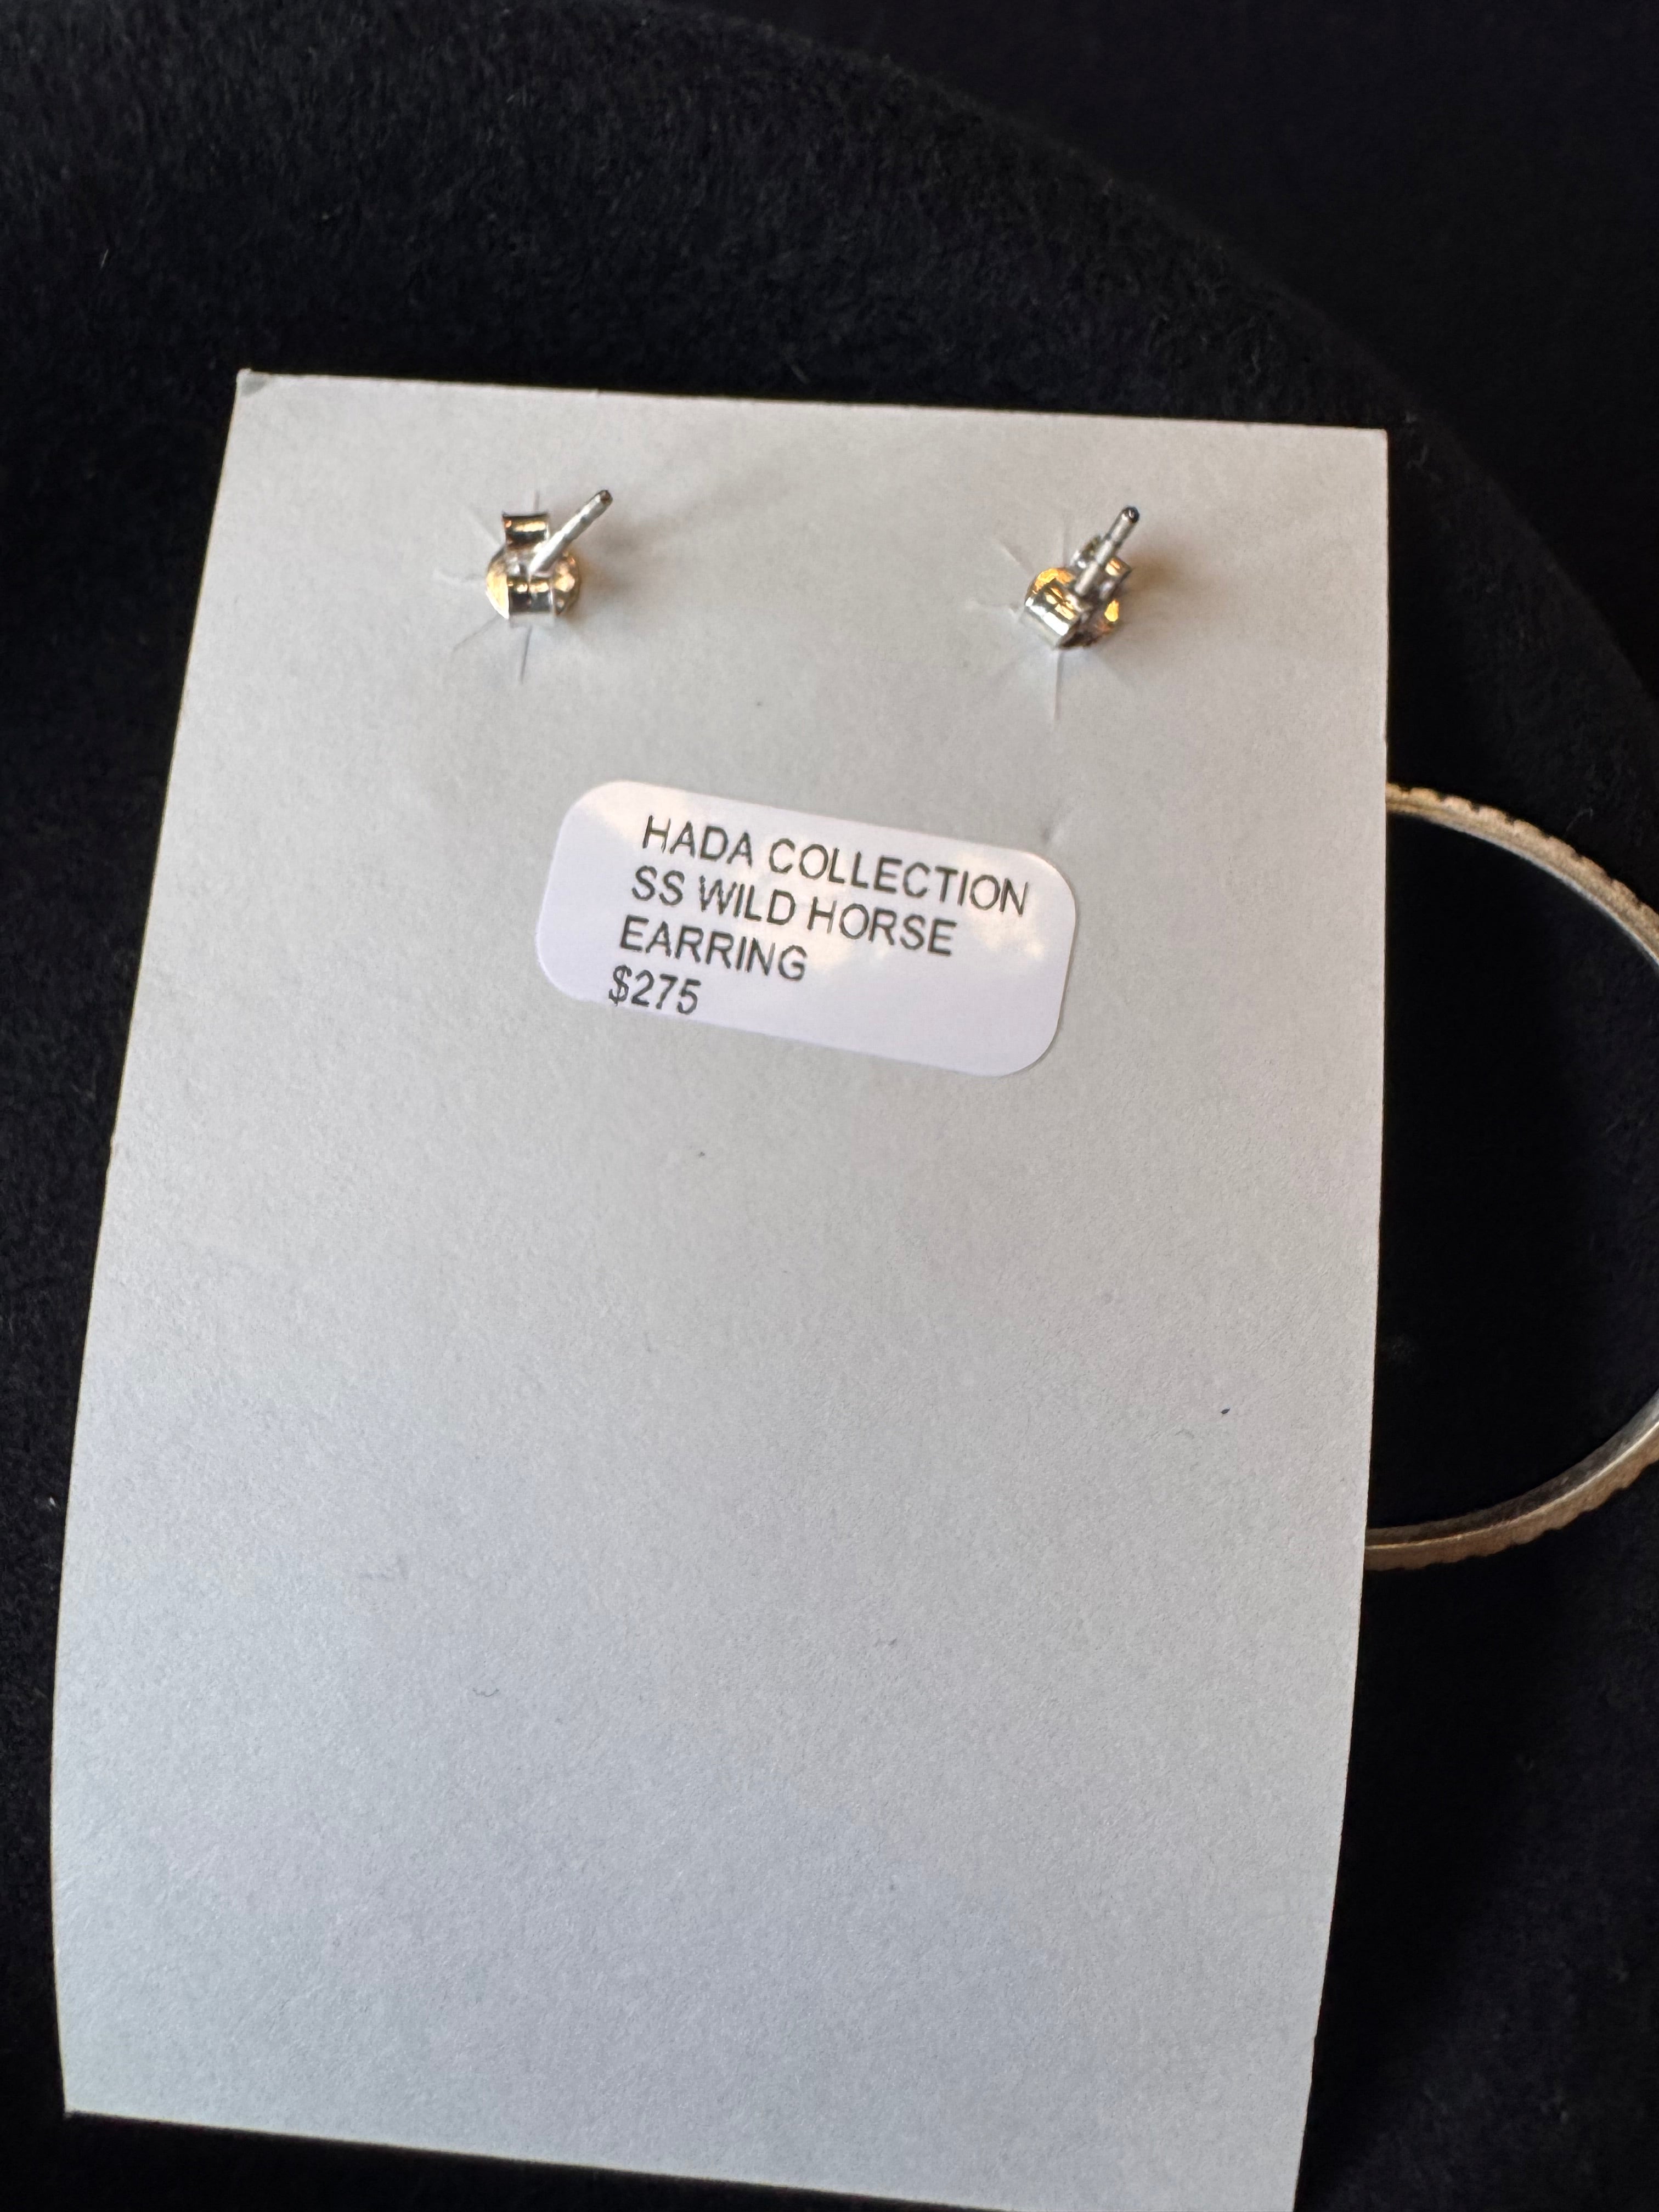 HADA COLLECTION
SS WILD HORSE
EARRING
$275